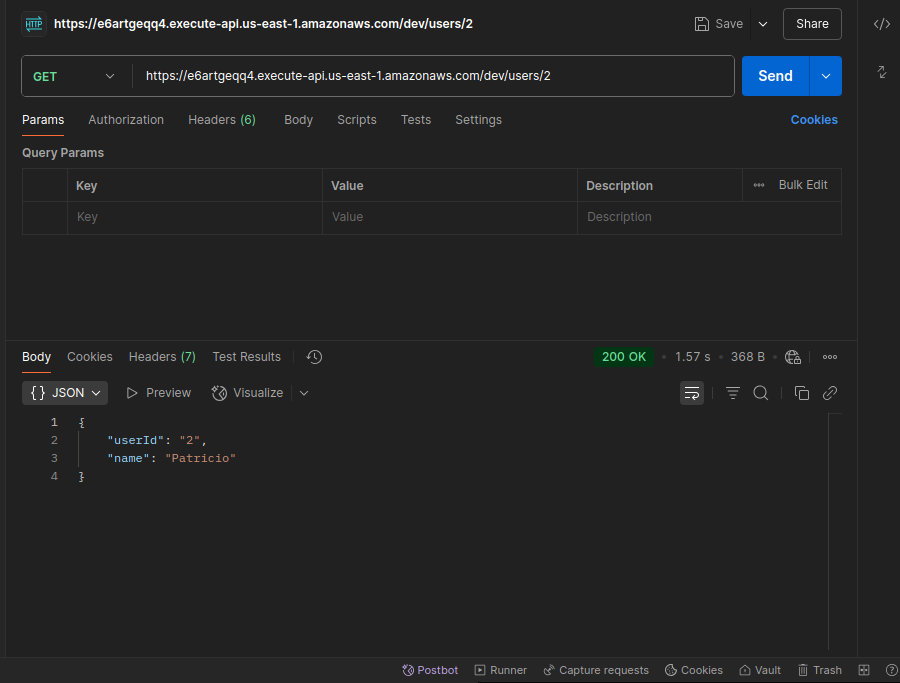 HTTP https://e6artgeqq4.execute-api.us-east-1.amazonaws.com/dev/users/2 Save Share
GET https://e6artgeqq4.execute-api.us-east-1.amazonaws.com/dev/users/2 Send
Params Authorization Headers (6) Body Scripts Tests Settings Cookies
Query Params
Key Value Description ••• Bulk Edit
Key Value Description
Body Cookies Headers (7) Test Results 200 OK • 1.57 s • 368 B •
{} JSON Preview Visualize
1 {
2 "userId": "2",
3 "name": "Patricio"
4 }
Postbot Runner Capture requests Cookies Vault Trash